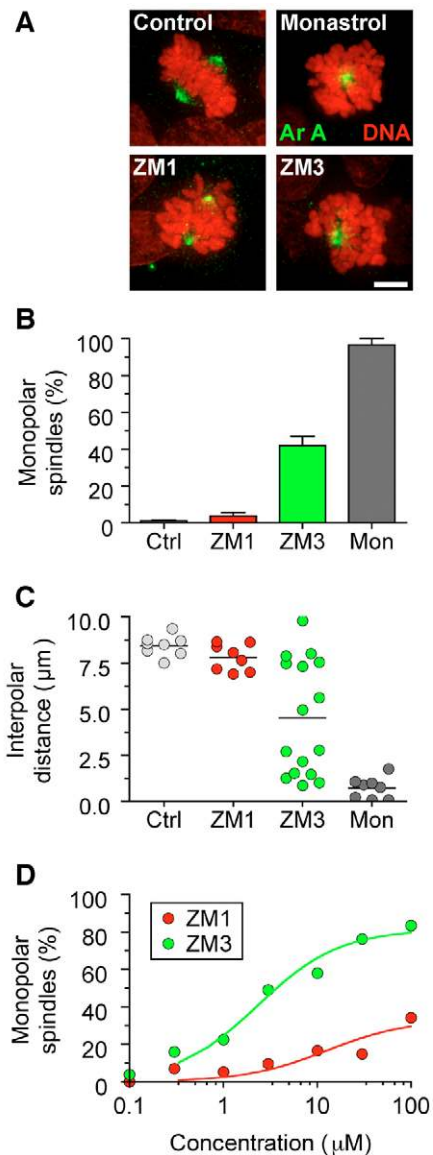 A
Control
Monastrol
Ar A
DNA
ZM1
ZM3
B
Monopolar
spindles (%)
100
80
60
40
20
0
Ctrl
ZM1
ZM3
Mon
C
Interpolar
distance (μm)
10.0
7.5
5.0
2.5
0.0
Ctrl
ZM1
ZM3
Mon
D
Monopolar
spindles (%)
100
80
60
40
20
0
ZM1
ZM3
0.1
1
10
100
Concentration (μM)